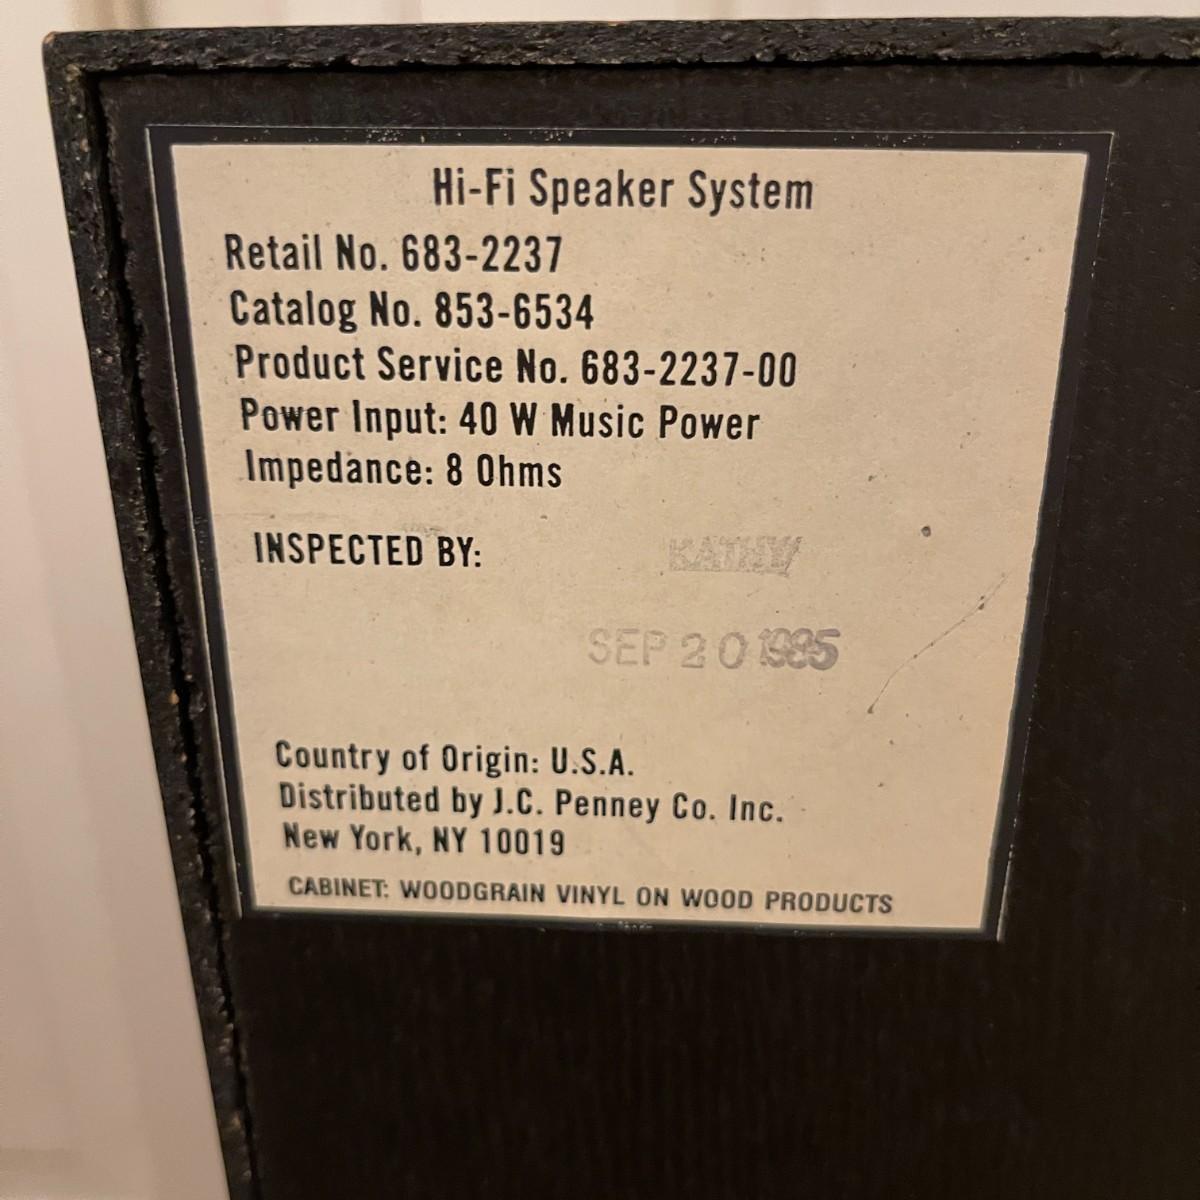 Hi-Fi Speaker System
Retail No. 683-2237
Catalog No. 853-6534
Product Service No. 683-2237-00
Power Input: 40 W Music Power
Impedance: 8 Ohms
INSPECTED BY: KATHY
SEP 20 1985
Country of Origin: U.S.A.
Distributed by J.C. Penney Co. Inc.
New York, NY 10019
CABINET: WOODGRAIN VINYL ON WOOD PRODUCTS